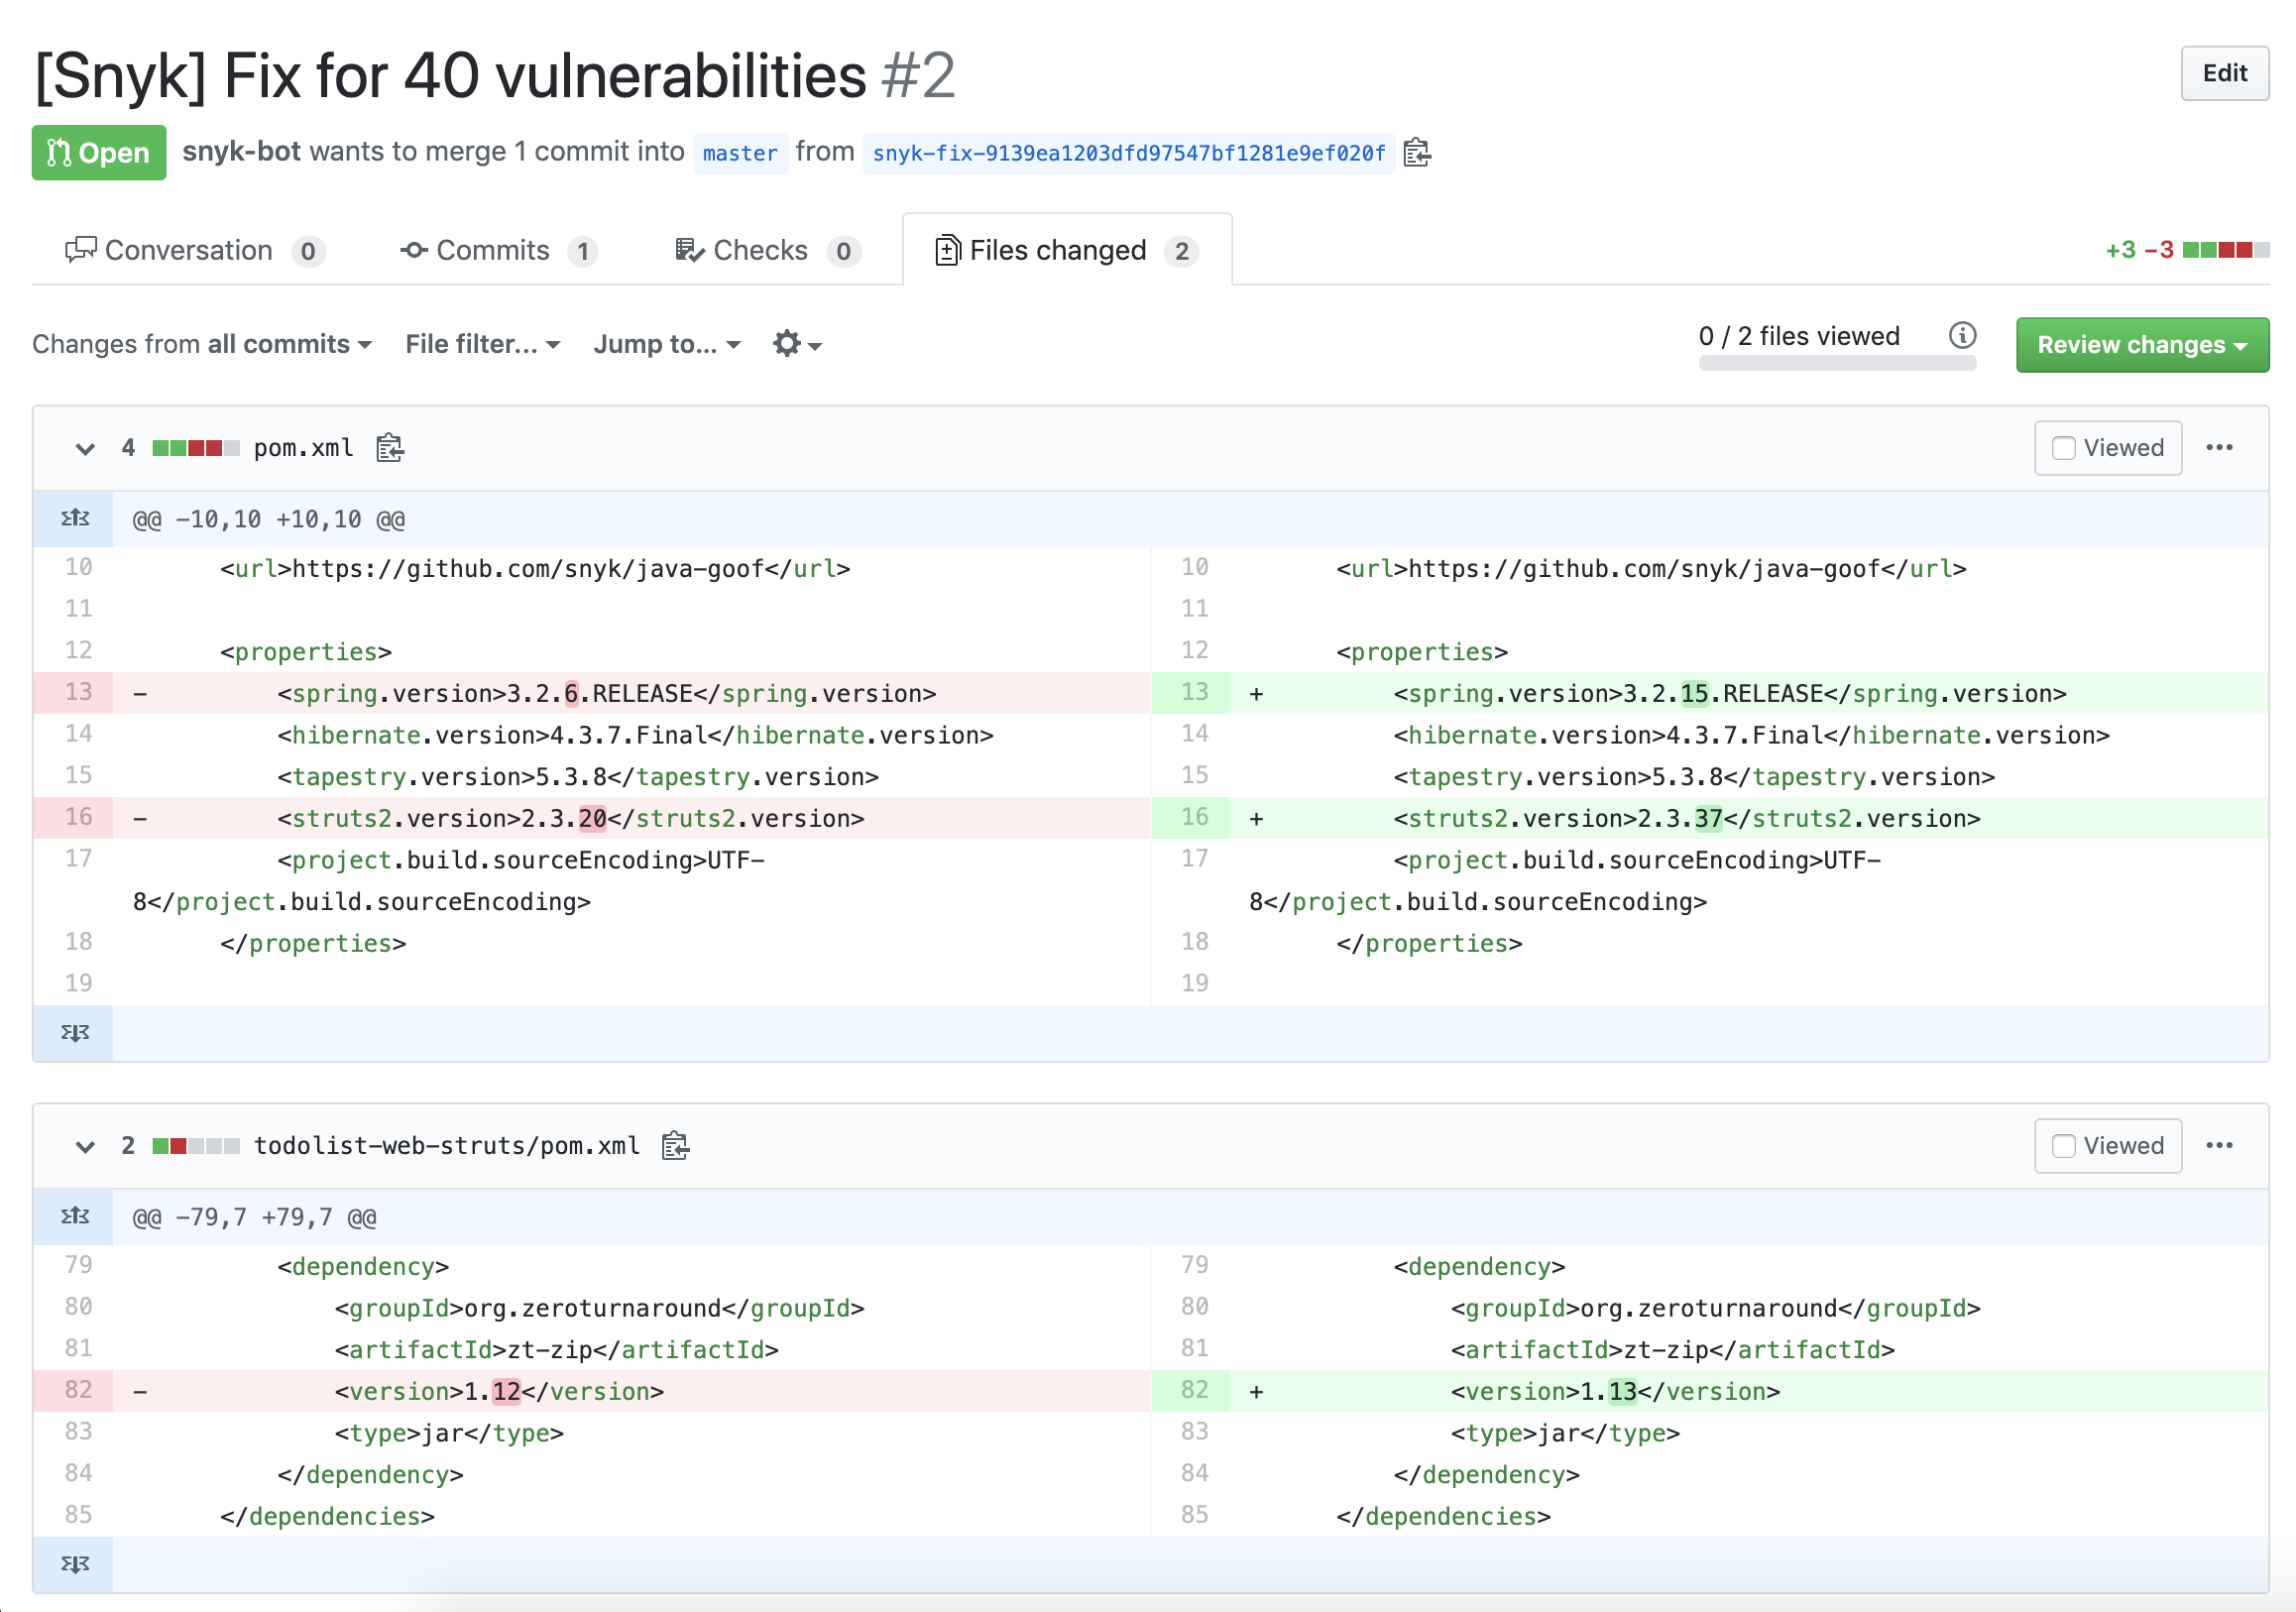 [Snyk] Fix for 40 vulnerabilities #2
Edit
Open snyk-bot wants to merge 1 commit into master from snyk-fix-9139ea1203dfd97547bf1281e9ef020f
Conversation 0 Commits 1 Checks 0 Files changed 2 +3 −3
Changes from all commits File filter... Jump to... 0 / 2 files viewed Review changes
4 pom.xml Viewed
@@ -10,10 +10,10 @@
10 <url>https://github.com/snyk/java-goof</url> 10 <url>https://github.com/snyk/java-goof</url>
11 11
12 <properties> 12 <properties>
13 - <spring.version>3.2.6.RELEASE</spring.version> 13 + <spring.version>3.2.15.RELEASE</spring.version>
14 <hibernate.version>4.3.7.Final</hibernate.version> 14 <hibernate.version>4.3.7.Final</hibernate.version>
15 <tapestry.version>5.3.8</tapestry.version> 15 <tapestry.version>5.3.8</tapestry.version>
16 - <struts2.version>2.3.20</struts2.version> 16 + <struts2.version>2.3.37</struts2.version>
17 <project.build.sourceEncoding>UTF- 17 <project.build.sourceEncoding>UTF-
8</project.build.sourceEncoding> 8</project.build.sourceEncoding>
18 </properties> 18 </properties>
19 19
2 todolist-web-struts/pom.xml Viewed
@@ -79,7 +79,7 @@
79 <dependency> 79 <dependency>
80 <groupId>org.zeroturnaround</groupId> 80 <groupId>org.zeroturnaround</groupId>
81 <artifactId>zt-zip</artifactId> 81 <artifactId>zt-zip</artifactId>
82 - <version>1.12</version> 82 + <version>1.13</version>
83 <type>jar</type> 83 <type>jar</type>
84 </dependency> 84 </dependency>
85 </dependencies> 85 </dependencies>